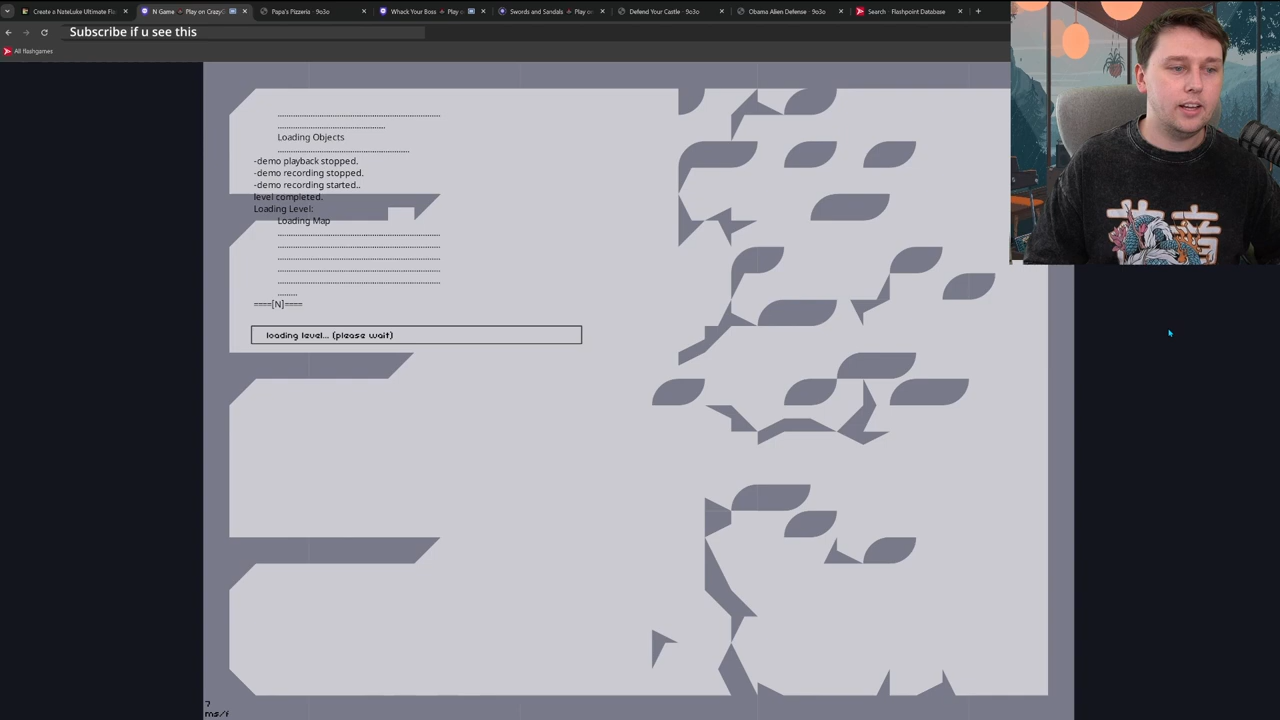 Create a NateLuke Ultimate Fl
N Game
Play on Crazy
Papa's Pizzeria · 9o3o
Whack Your Boss
Play
Swords and Sandals
Play o
Defend Your Castle · 9o3o
Obama Alien Defense · 9o3o
Search · Flashpoint Database
Subscribe if u see this
All flashgames
Loading Objects
-demo playback stopped.
-demo recording stopped.
-demo recording started..
level completed.
Loading Level:
Loading Map
====[N]====
loading level... (please wait)
7
ms/f